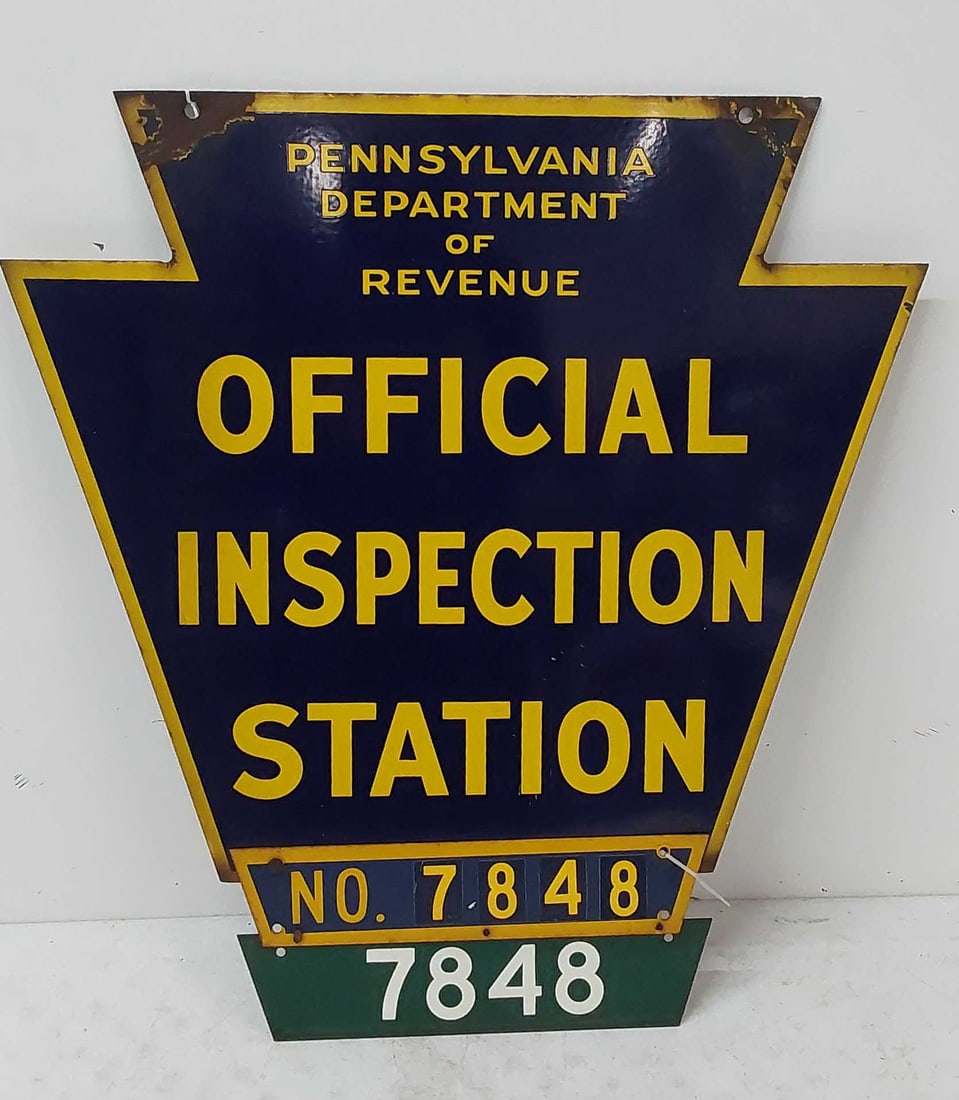 PENNSYLVANIA
DEPARTMENT
OF
REVENUE
OFFICIAL
INSPECTION
STATION
NO. 7848
7848